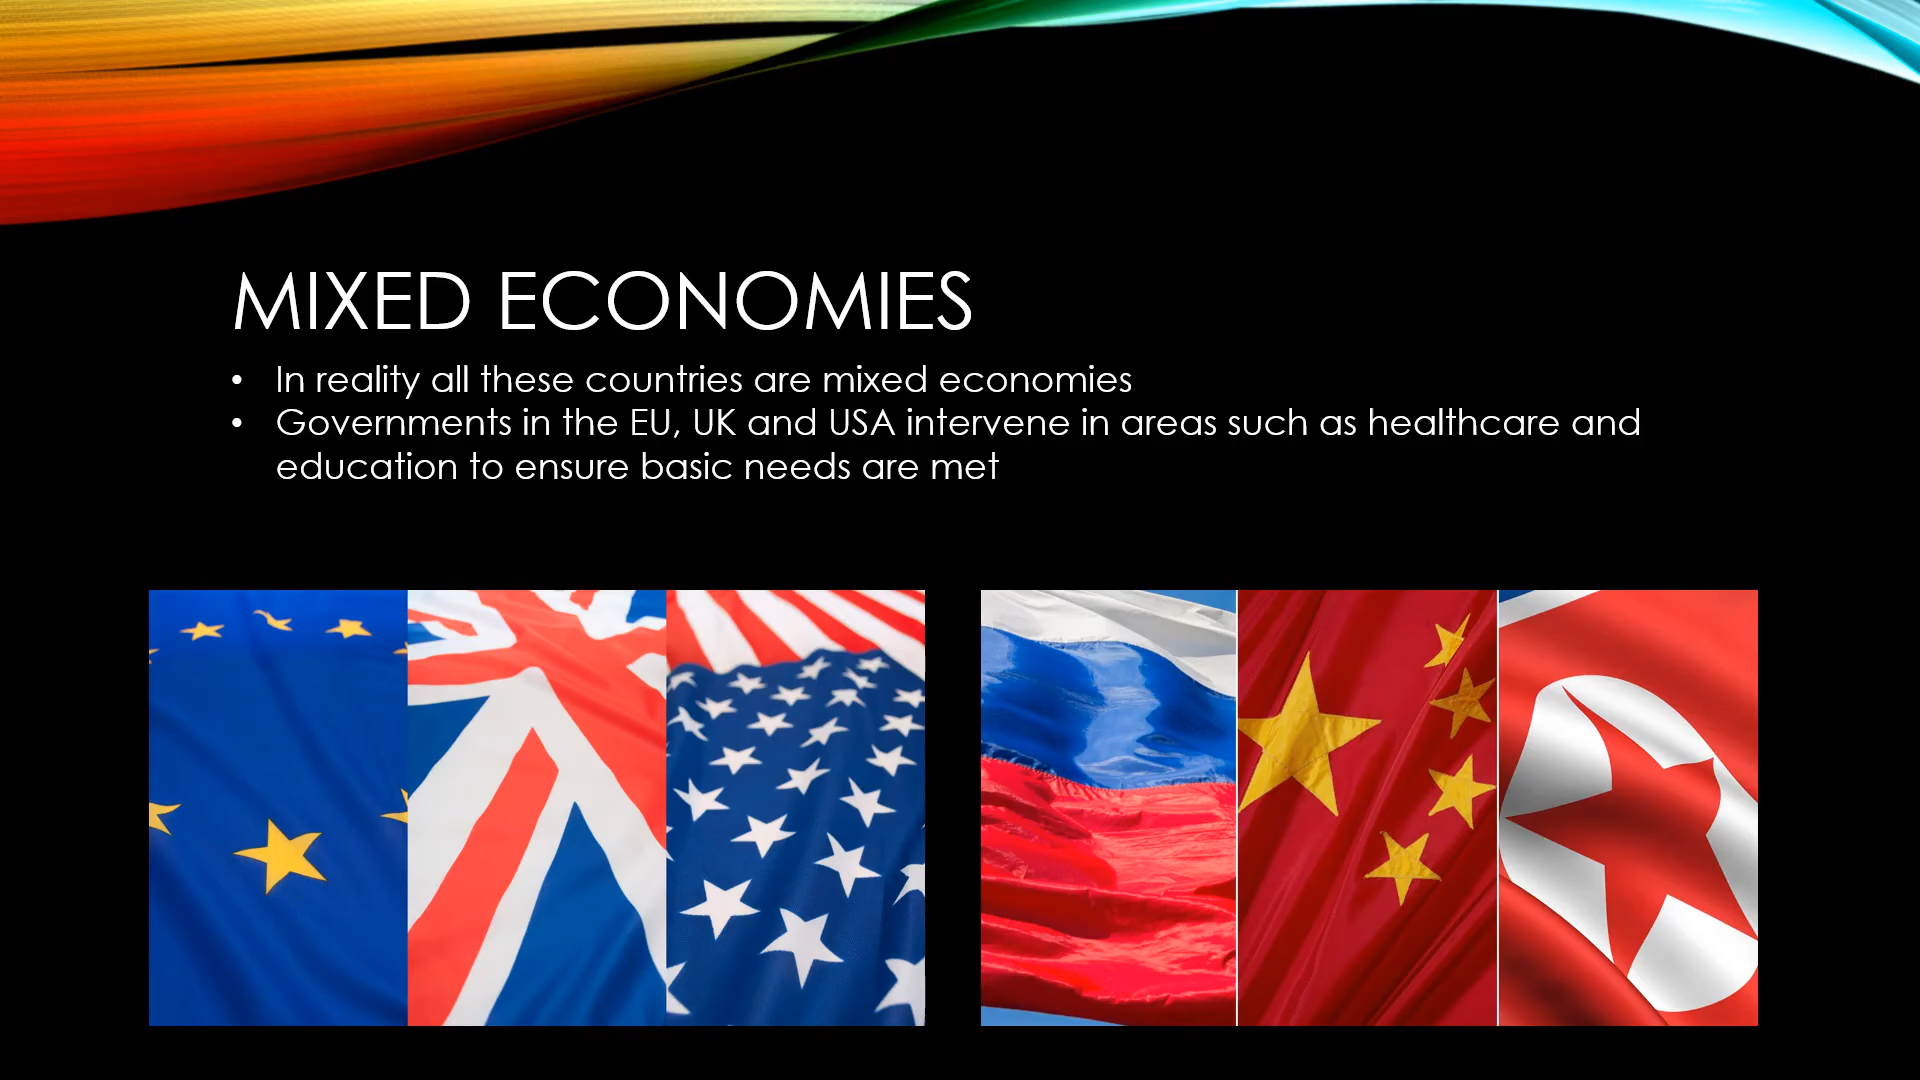 MIXED ECONOMIES
• In reality all these countries are mixed economies
• Governments in the EU, UK and USA intervene in areas such as healthcare and
education to ensure basic needs are met